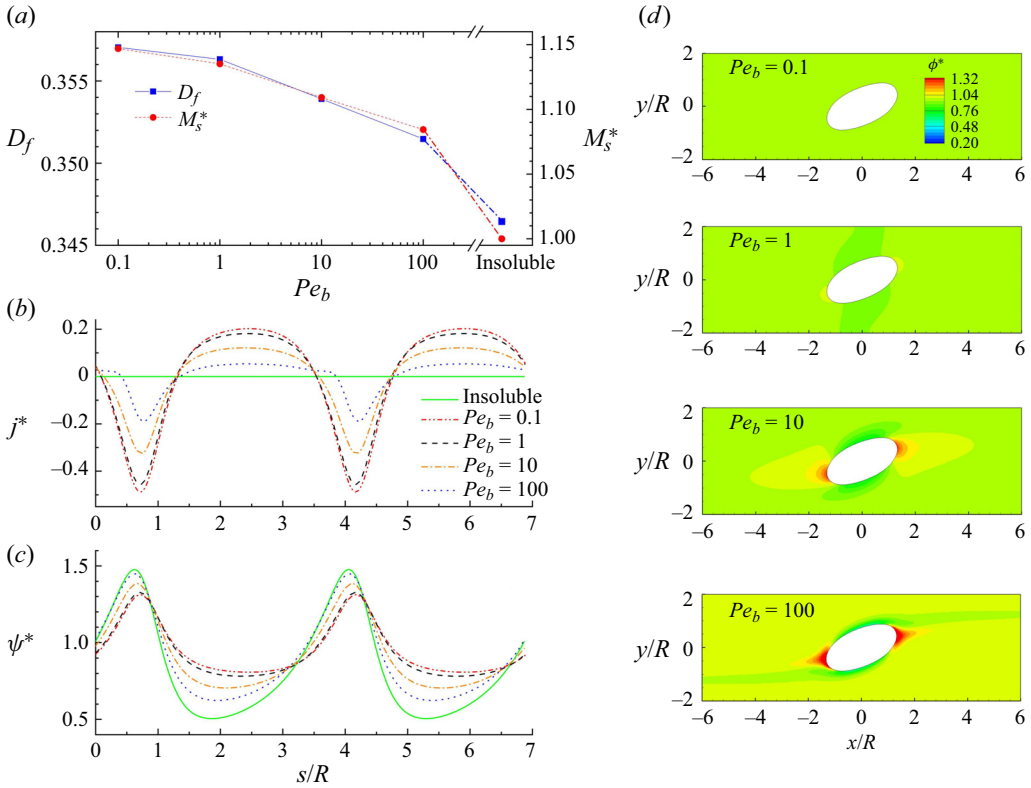 (a)
0.355
0.350
0.345
D_f
D_f
M_s^*
1.15
1.10
1.05
1.00
M_s^*
0.1 1 10 100 Insoluble
Pe_b
(b)
0.2
0
−0.2
−0.4
j^*
Insoluble
Pe_b = 0.1
Pe_b = 1
Pe_b = 10
Pe_b = 100
0 1 2 3 4 5 6 7
(c)
1.5
1.0
0.5
ψ^*
0 1 2 3 4 5 6 7
s/R
(d)
2
0
−2
y/R
Pe_b = 0.1
ϕ^*
1.32
1.04
0.76
0.48
0.20
−6 −4 −2 0 2 4 6
2
0
−2
y/R
Pe_b = 1
−6 −4 −2 0 2 4 6
2
0
−2
y/R
Pe_b = 10
−6 −4 −2 0 2 4 6
2
0
−2
y/R
Pe_b = 100
−6 −4 −2 0 2 4 6
x/R